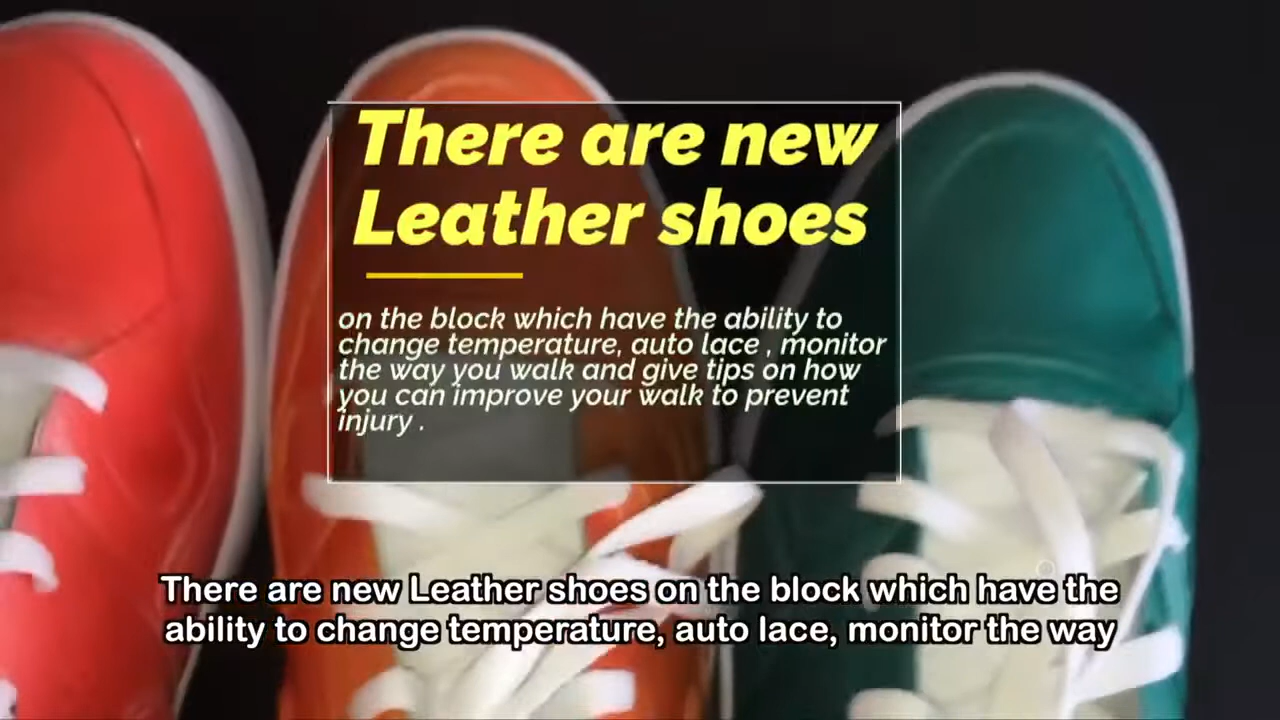 There are new
Leather shoes
on the block which have the ability to
change temperature, auto lace , monitor
the way you walk and give tips on how
you can improve your walk to prevent
injury .
There are new Leather shoes on the block which have the
ability to change temperature, auto lace, monitor the way